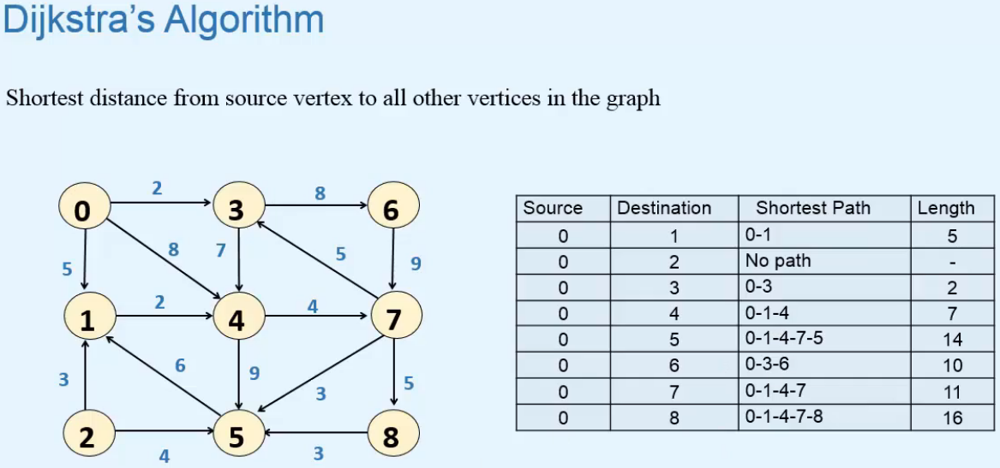 Dijkstra's Algorithm
Shortest distance from source vertex to all other vertices in the graph
2
8
0
3
6
8
7
5
9
5
2
4
1
4
7
6
9
3
5
3
2
5
8
4
3
Source Destination Shortest Path Length
0 1 0-1 5
0 2 No path -
0 3 0-3 2
0 4 0-1-4 7
0 5 0-1-4-7-5 14
0 6 0-3-6 10
0 7 0-1-4-7 11
0 8 0-1-4-7-8 16